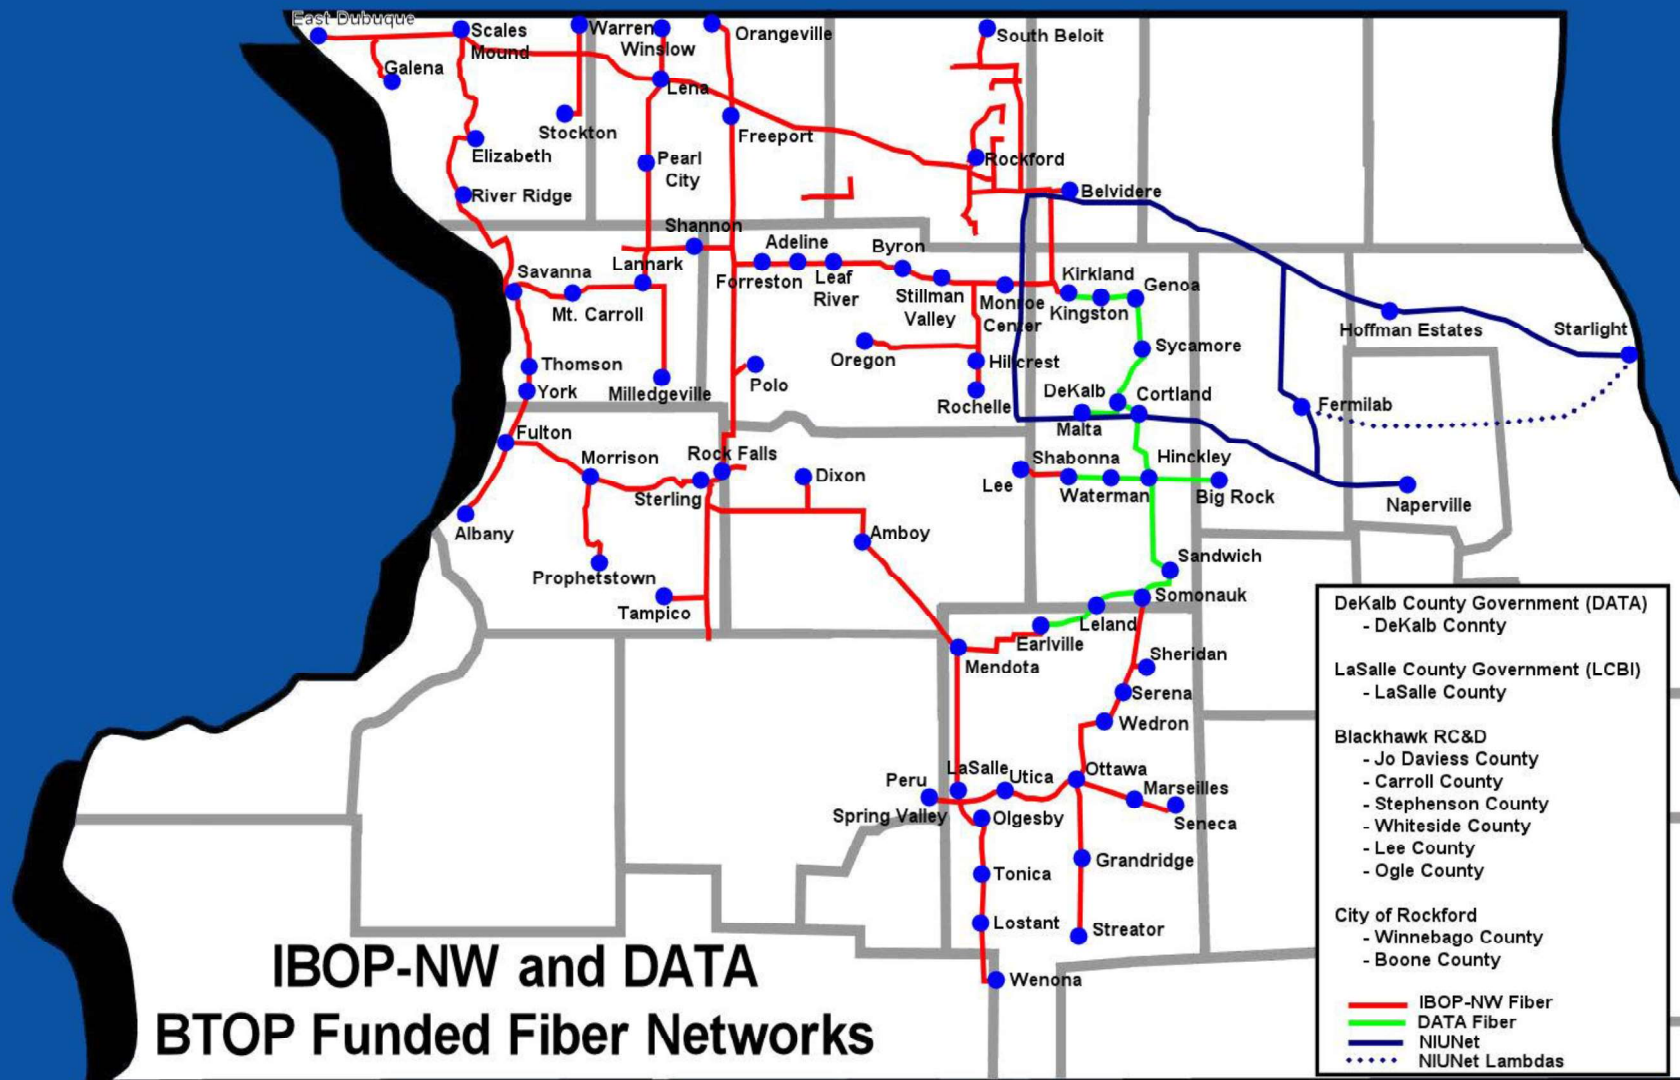 East Dubuque
Scales
Mound
Warren
Winslow
Orangeville
South Beloit
Galena
Lena
Stockton
Freeport
Elizabeth
Pearl
City
Rockford
River Ridge
Belvidere
Shannon
Adeline
Byron
Savanna
Lannark
Forreston
Leaf
River
Kirkland
Genoa
Mt. Carroll
Stillman
Valley
Monroe
Center
Kingston
Hoffman Estates
Starlight
Sycamore
Oregon
Hillcrest
Thomson
Polo
York
Milledgeville
Rochelle
DeKalb
Cortland
Fermilab
Malta
Fulton
Morrison
Rock Falls
Dixon
Shabonna
Hinckley
Lee
Waterman
Big Rock
Sterling
Naperville
Albany
Amboy
Sandwich
Prophetstown
Somonauk
Tampico
Leland
Earlville
Mendota
Sheridan
Serena
Wedron
LaSalle
Utica
Ottawa
Peru
Marseilles
Spring Valley
Olgesby
Seneca
Grandridge
Tonica
Lostant
Streator
Wenona
DeKalb County Government (DATA)
- DeKalb Connty
LaSalle County Government (LCBI)
- LaSalle County
Blackhawk RC&D
- Jo Daviess County
- Carroll County
- Stephenson County
- Whiteside County
- Lee County
- Ogle County
City of Rockford
- Winnebago County
- Boone County
IBOP-NW Fiber
DATA Fiber
NIUNet
NIUNet Lambdas
IBOP-NW and DATA
BTOP Funded Fiber Networks